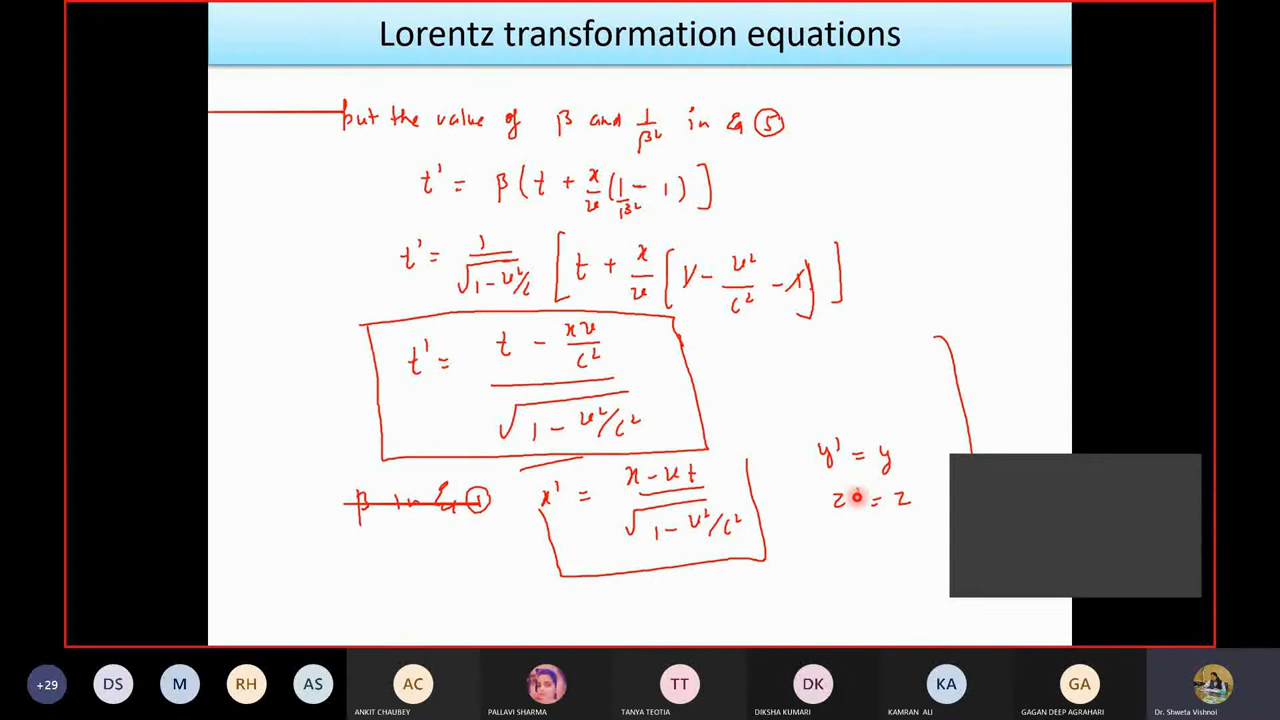 Lorentz transformation equations
but the value of β and 1/β² in Eq ⑤
t' = β(t + x/v (1/β² - 1)]
t' = 1/√1-v²/c [t + x/v [1 - v²/c² - 1]]
t' = t - xv/c² / √1 - v²/c²
y' = y
β in Eq ① x' = x - vt / √1 - v²/c²
z' = z
+29 DS M RH AS AC TT DK KA GA
ANKIT CHAUBEY PALLAVI SHARMA TANYA TEOTIA DIKSHA KUMARI KAMRAN ALI GAGAN DEEP AGRAHARI Dr. Shweta Vishnoi